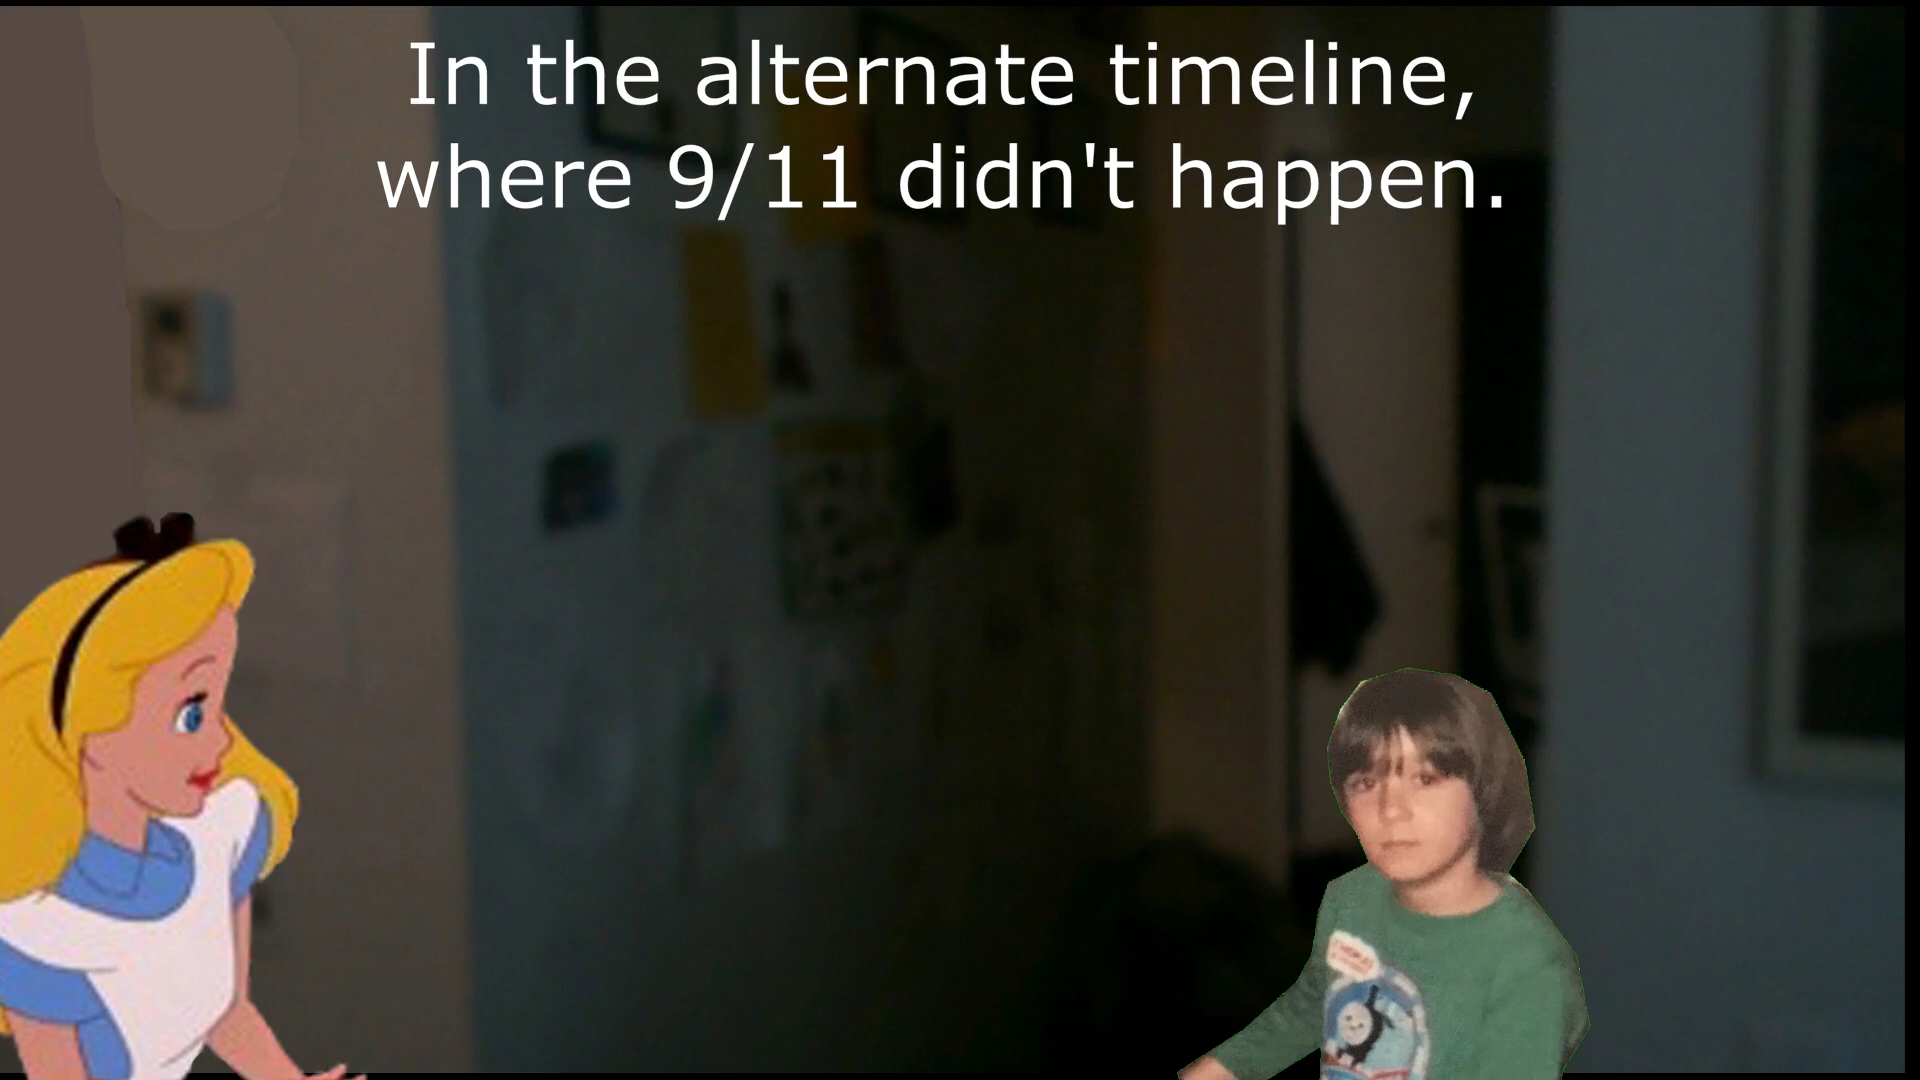 In the alternate timeline,
where 9/11 didn't happen.